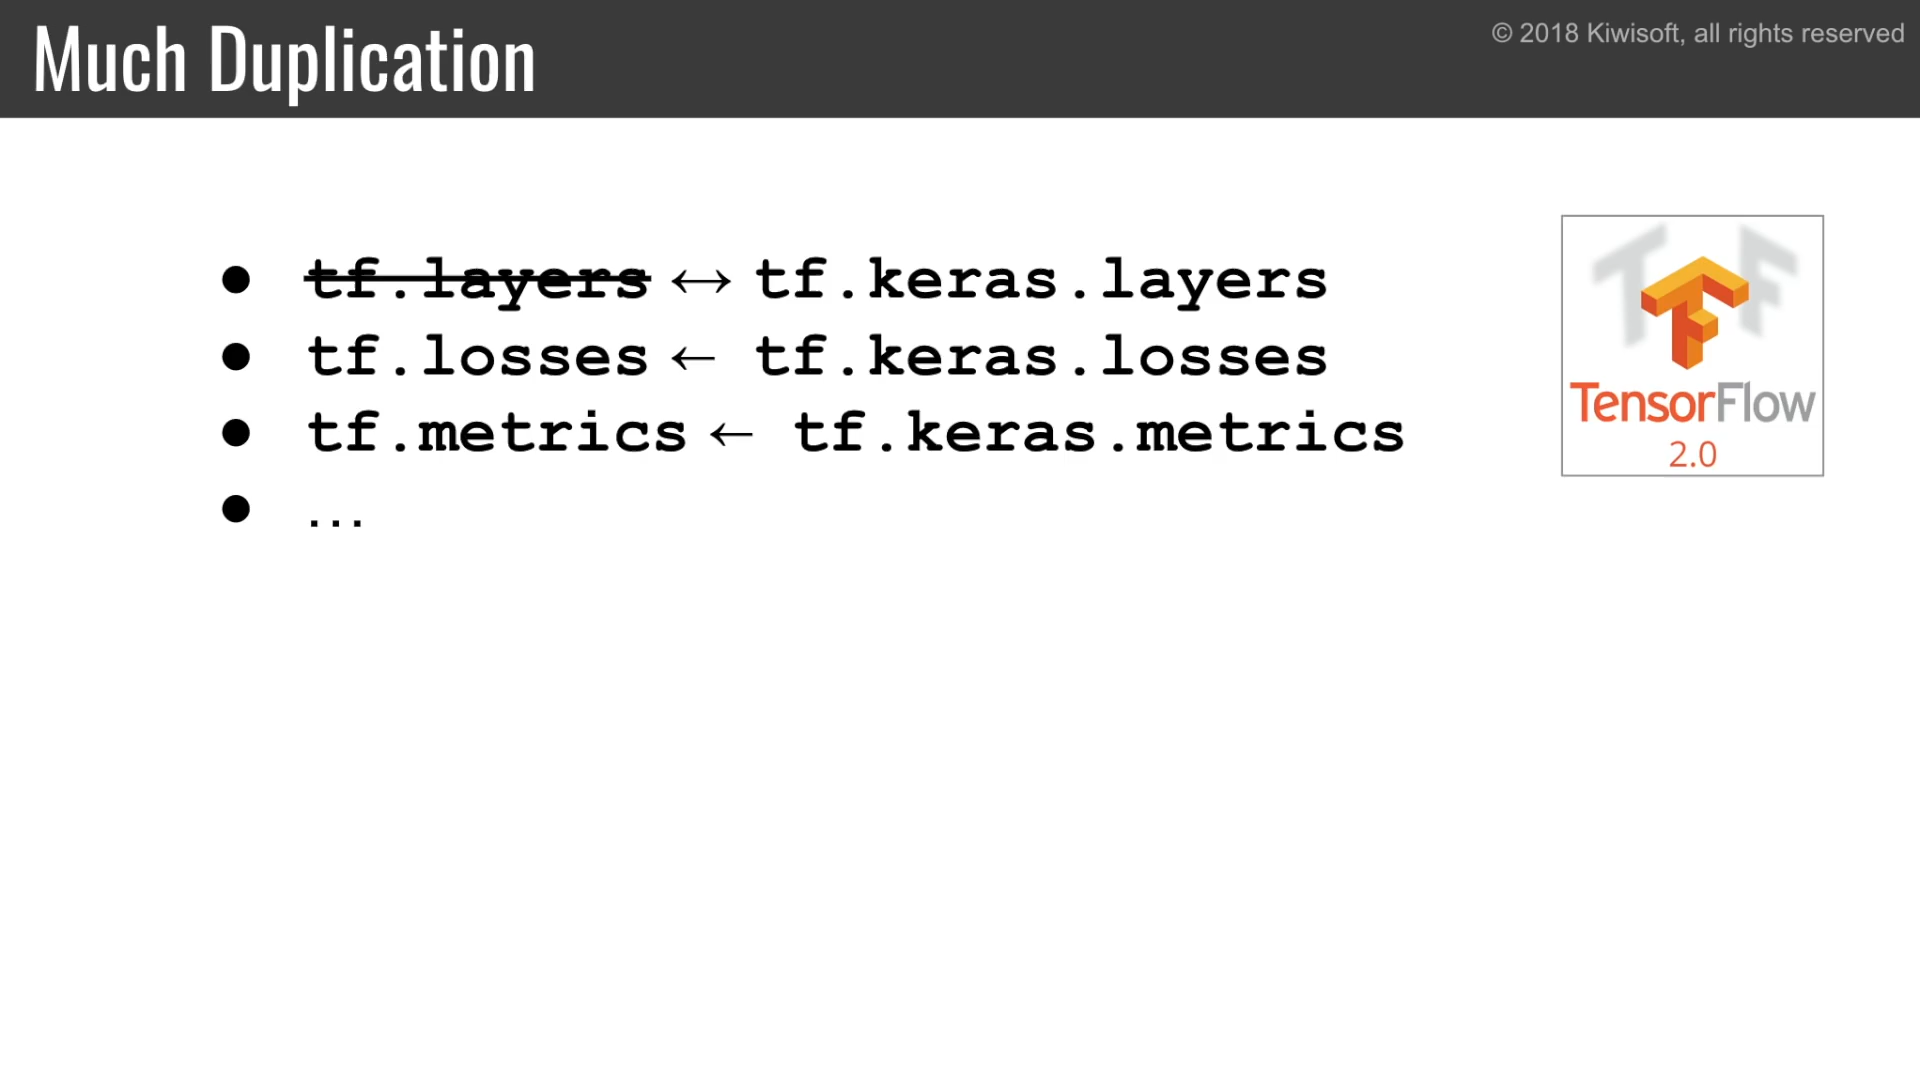 Much Duplication
© 2018 Kiwisoft, all rights reserved
● tf.layers ↔ tf.keras.layers
● tf.losses ← tf.keras.losses
● tf.metrics ← tf.keras.metrics
● ...
TensorFlow
2.0